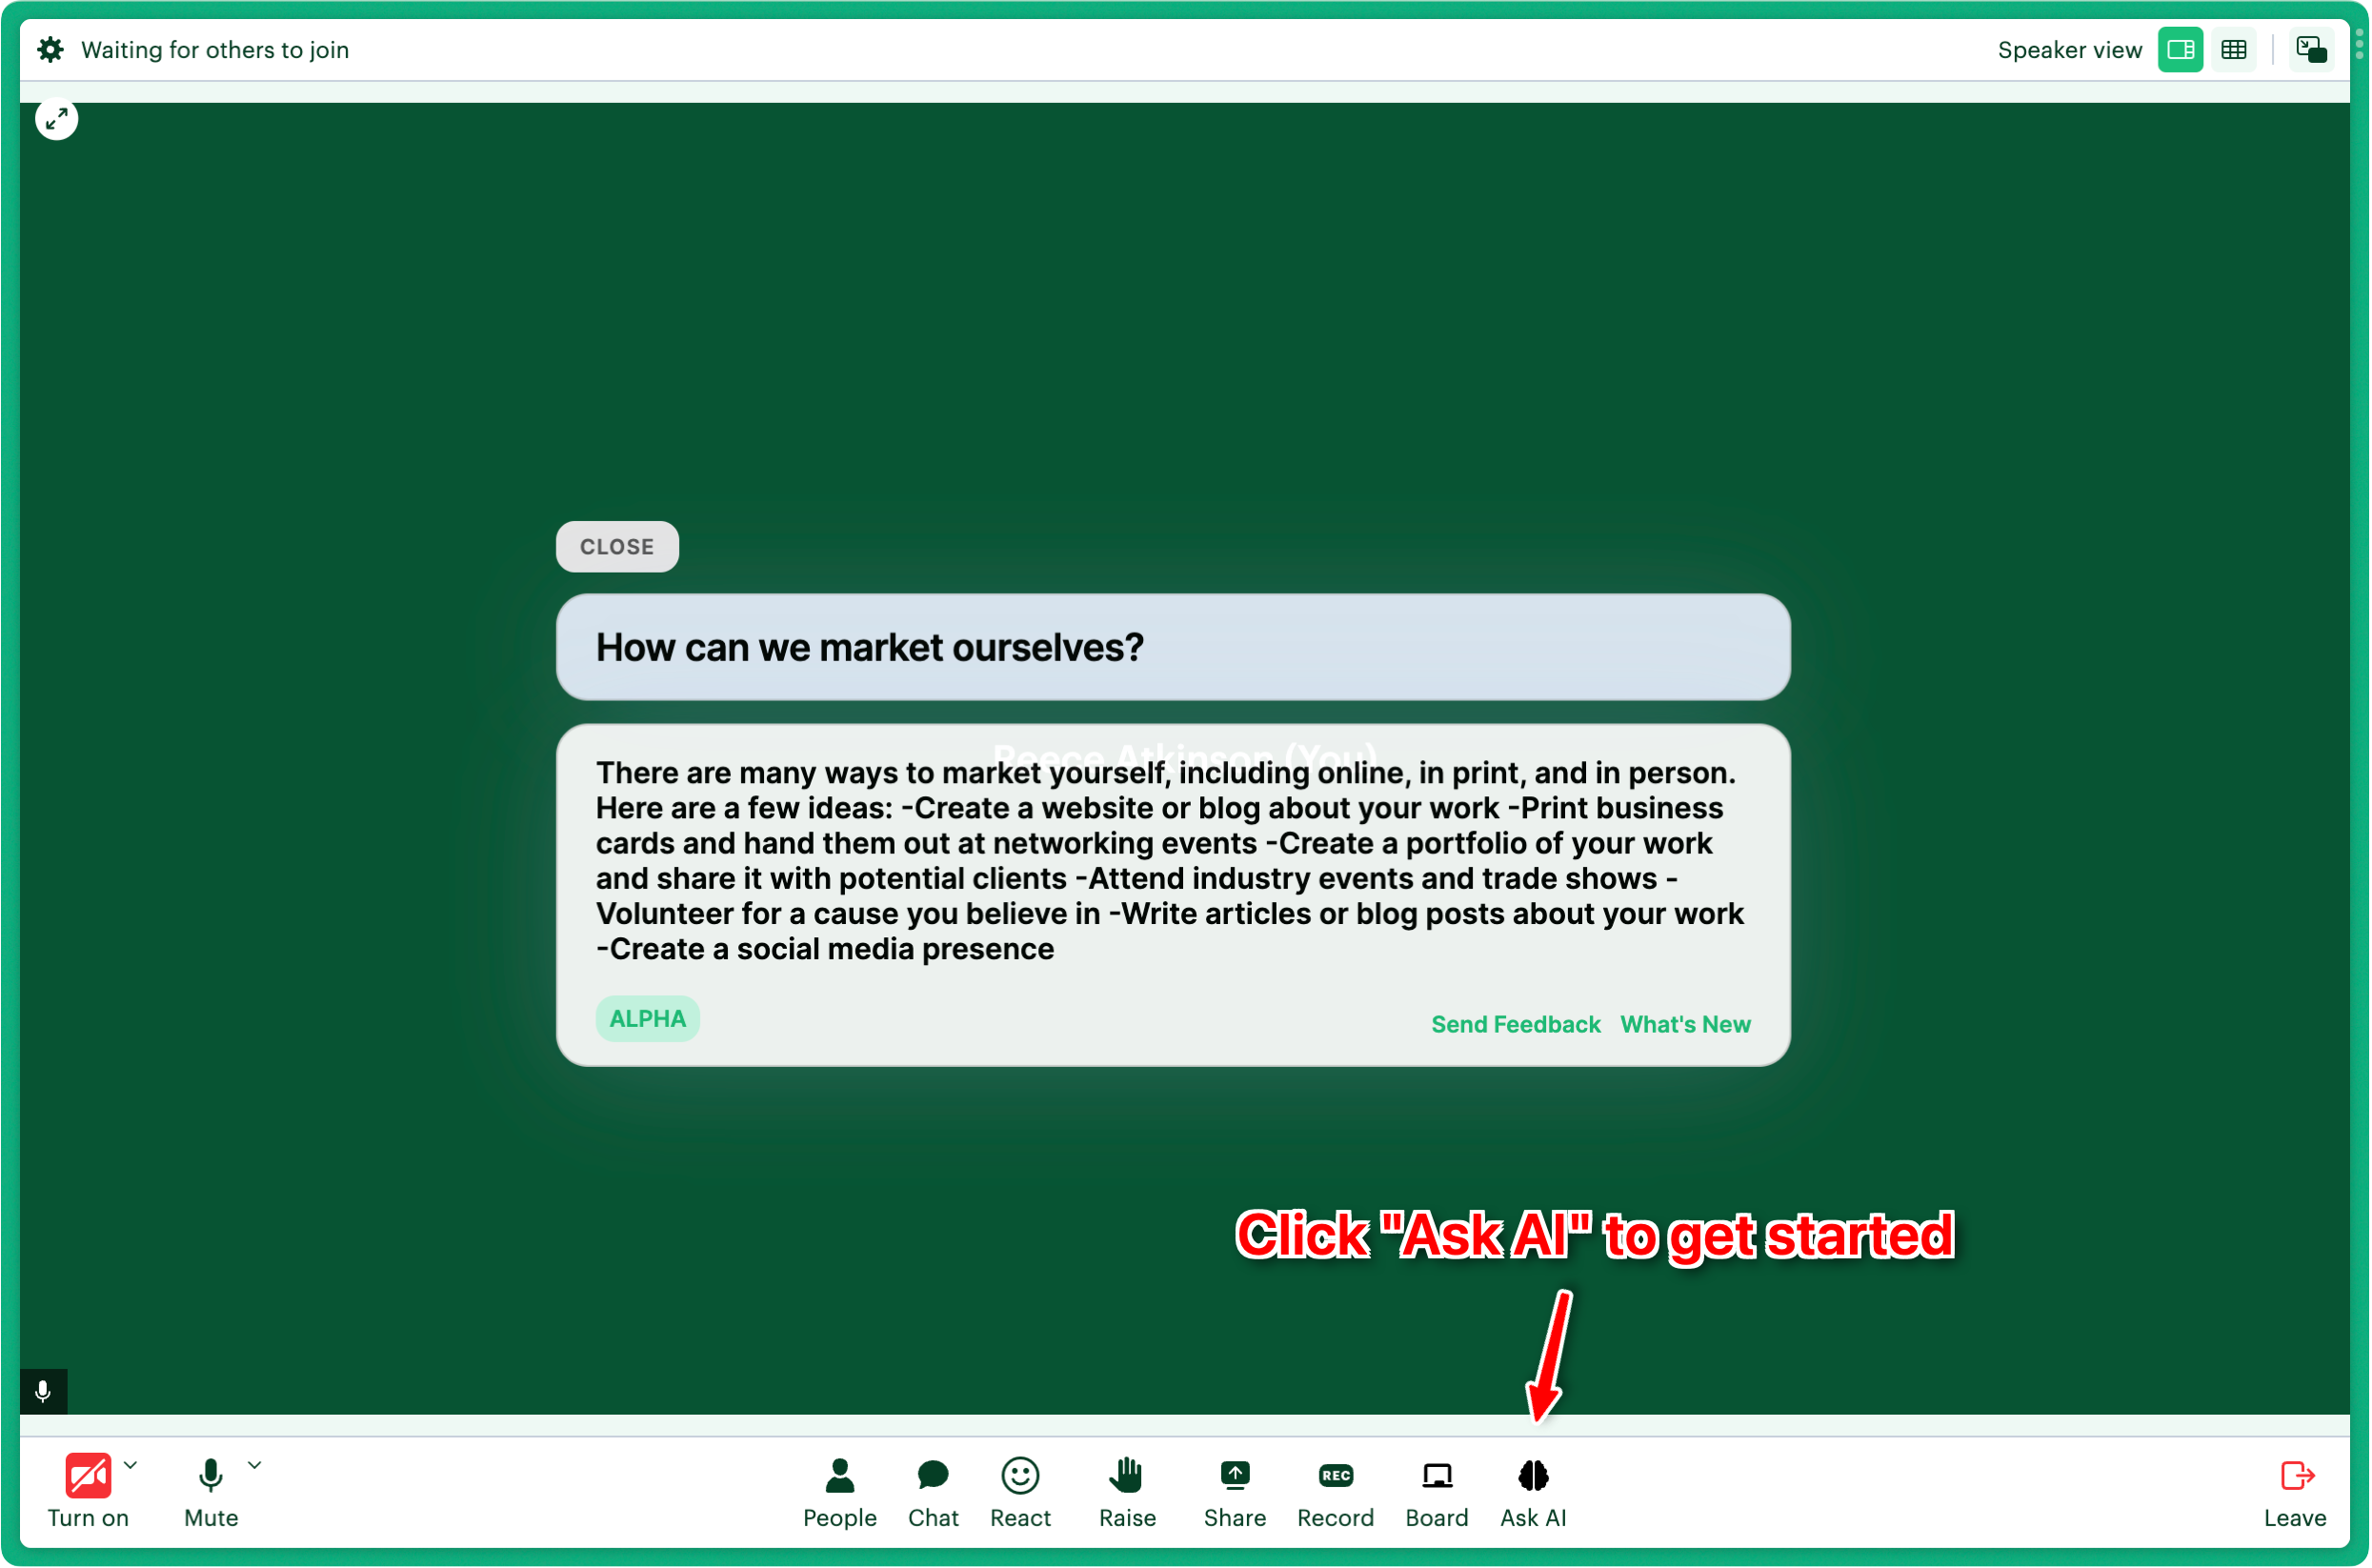 Waiting for others to join
Speaker view
CLOSE
How can we market ourselves?
Reece Atkinson (You)
There are many ways to market yourself, including online, in print, and in person.
Here are a few ideas: -Create a website or blog about your work -Print business
cards and hand them out at networking events -Create a portfolio of your work
and share it with potential clients -Attend industry events and trade shows -
Volunteer for a cause you believe in -Write articles or blog posts about your work
-Create a social media presence
ALPHA
Send Feedback What's New
Click "Ask AI" to get started
REC
Turn on Mute People Chat React Raise Share Record Board Ask AI Leave